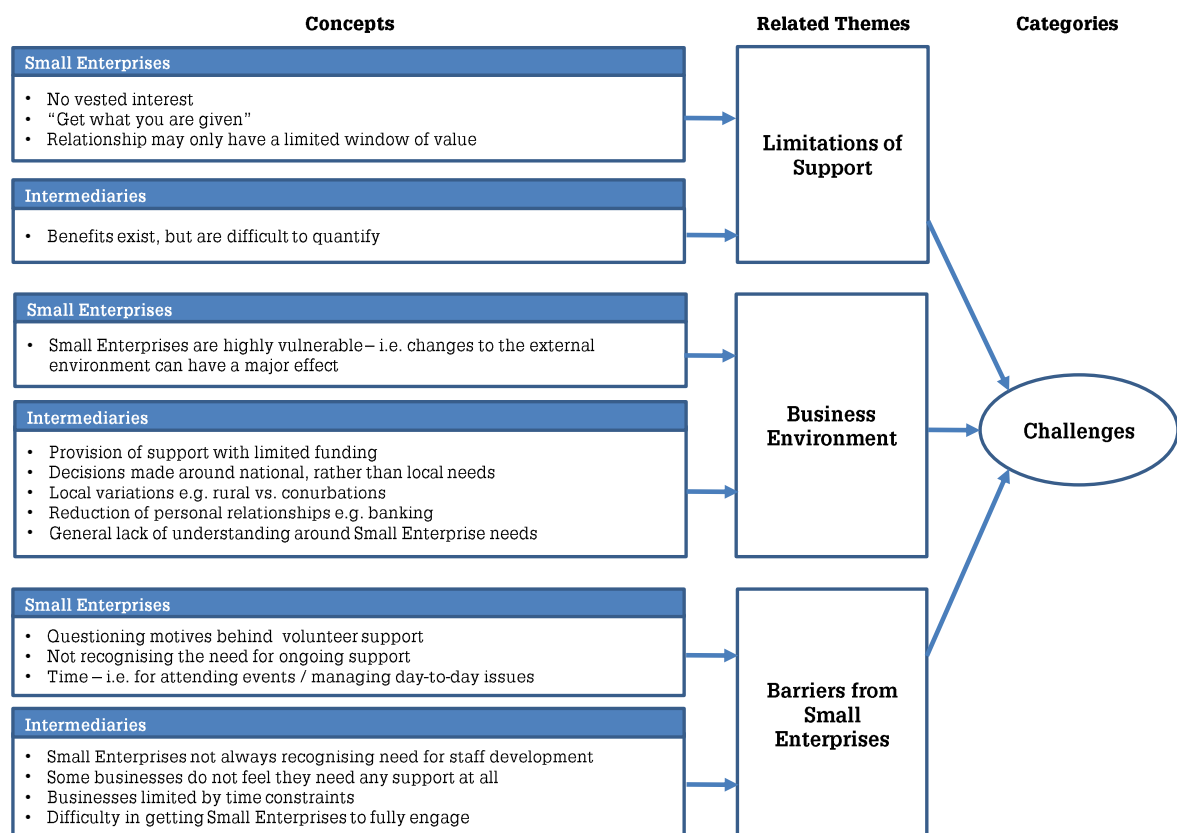 Concepts
Related Themes
Categories
Small Enterprises
• No vested interest
• “Get what you are given”
• Relationship may only have a limited window of value
Intermediaries
• Benefits exist, but are difficult to quantify
Limitations of
Support
Small Enterprises
• Small Enterprises are highly vulnerable – i.e. changes to the external
environment can have a major effect
Intermediaries
• Provision of support with limited funding
• Decisions made around national, rather than local needs
• Local variations e.g. rural vs. conurbations
• Reduction of personal relationships e.g. banking
• General lack of understanding around Small Enterprise needs
Business
Environment
Challenges
Small Enterprises
• Questioning motives behind volunteer support
• Not recognising the need for ongoing support
• Time – i.e. for attending events / managing day-to-day issues
Intermediaries
• Small Enterprises not always recognising need for staff development
• Some businesses do not feel they need any support at all
• Businesses limited by time constraints
• Difficulty in getting Small Enterprises to fully engage
Barriers from
Small
Enterprises